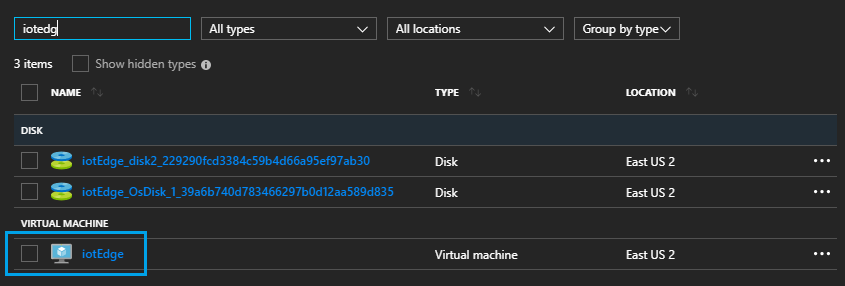 iotedg All types All locations Group by type
3 items Show hidden types
NAME TYPE LOCATION
DISK
iotEdge_disk2_229290fcd3384c59b4d66a95ef97ab30 Disk East US 2
iotEdge_OsDisk_1_39a6b740d783466297b0d12aa589d835 Disk East US 2
VIRTUAL MACHINE
iotEdge Virtual machine East US 2